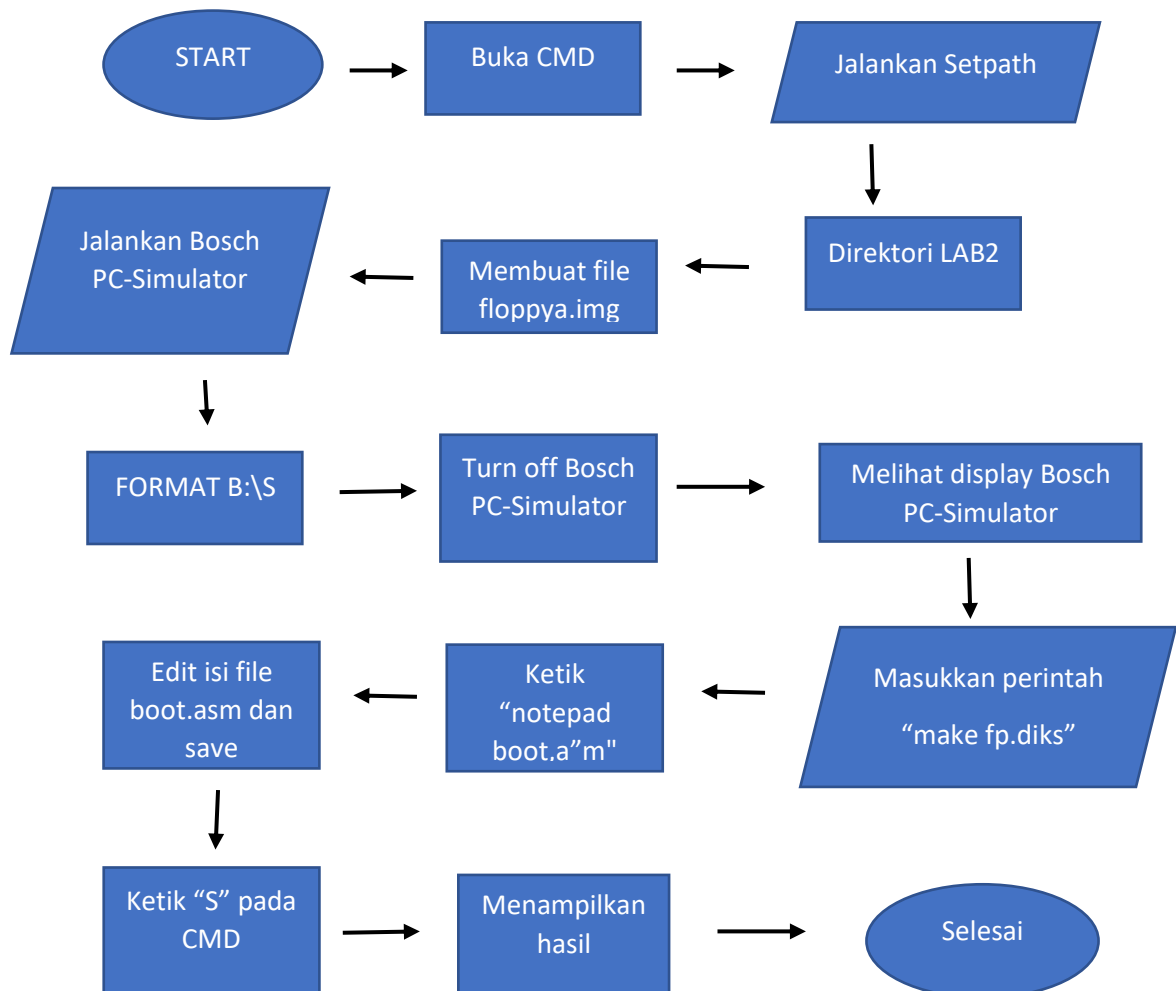 START
Buka CMD
Jalankan Setpath
Direktori LAB2
Membuat file
floppya.img
Jalankan Bosch
PC-Simulator
FORMAT B:\S
Turn off Bosch
PC-Simulator
Melihat display Bosch
PC-Simulator
Masukkan perintah
“make fp.diks”
Ketik
“notepad
boot.a”m"
Edit isi file
boot.asm dan
save
Ketik “S” pada
CMD
Menampilkan
hasil
Selesai